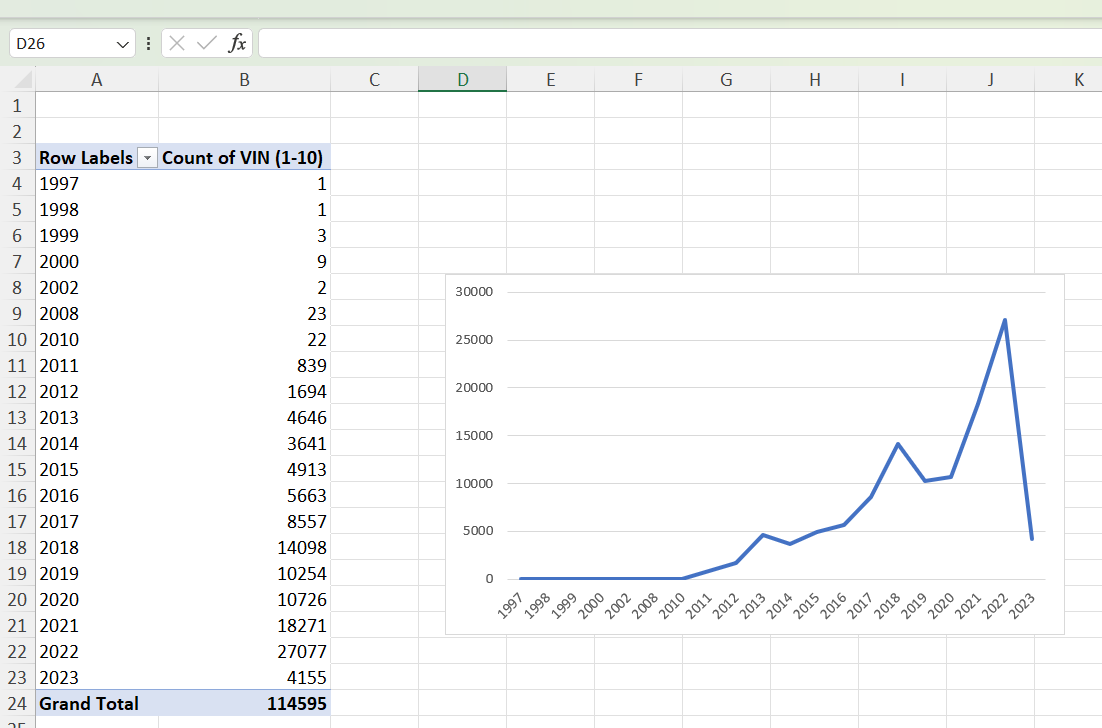 D26 fx
A B C D E F G H I J K
1
2
3 Row Labels Count of VIN (1-10)
4 1997 1
5 1998 1
6 1999 3
7 2000 9
8 2002 2
9 2008 23
10 2010 22
11 2011 839
12 2012 1694
13 2013 4646
14 2014 3641
15 2015 4913
16 2016 5663
17 2017 8557
18 2018 14098
19 2019 10254
20 2020 10726
21 2021 18271
22 2022 27077
23 2023 4155
24 Grand Total 114595
25
30000
25000
20000
15000
10000
5000
0
1997 1998 1999 2000 2002 2008 2010 2011 2012 2013 2014 2015 2016 2017 2018 2019 2020 2021 2022 2023